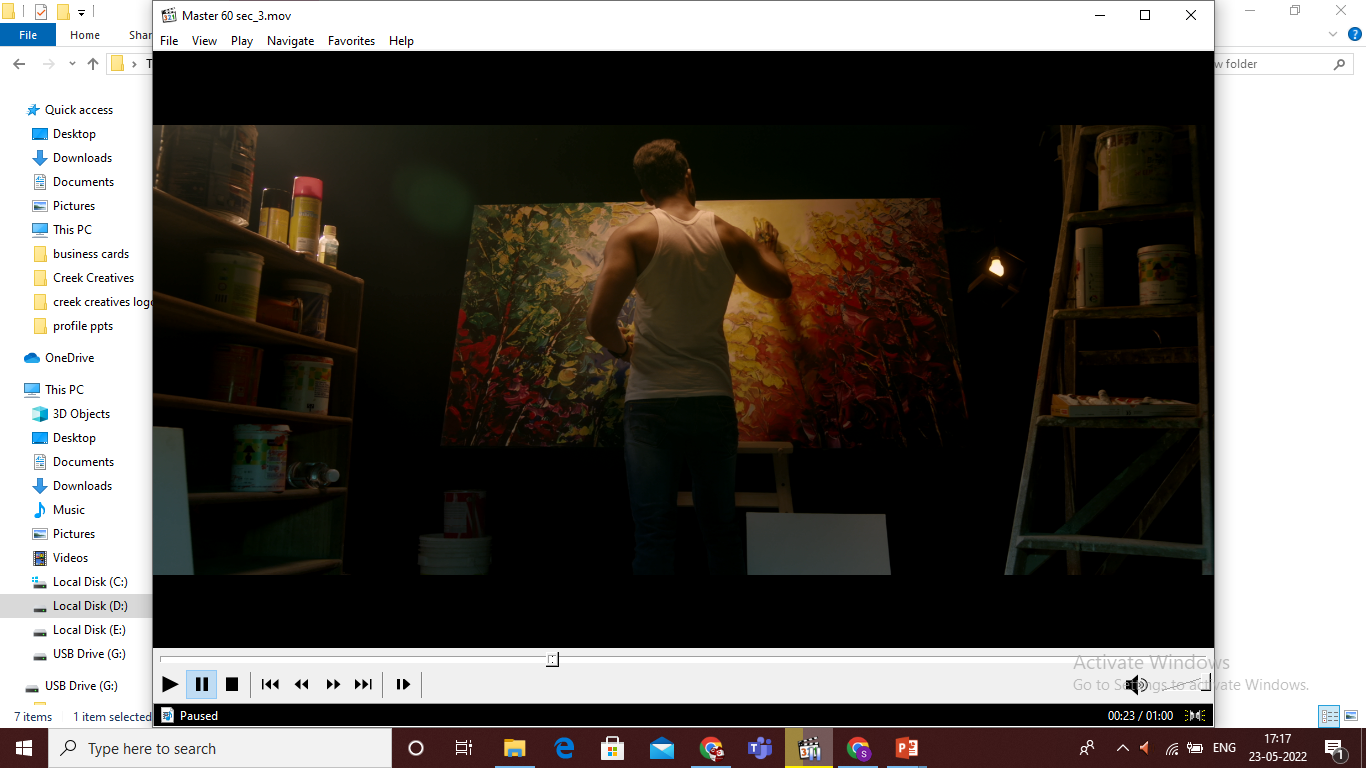 Master 60 sec_3.mov
File View Play Navigate Favorites Help
File Home Shar
w folder
Quick access
Desktop
Downloads
Documents
Pictures
This PC
business cards
Creek Creatives
creek creatives logo
profile ppts
OneDrive
This PC
3D Objects
Desktop
Documents
Downloads
Music
Pictures
Videos
Local Disk (C:)
Local Disk (D:)
Local Disk (E:)
USB Drive (G:)
USB Drive (G:)
Activate Windows
Go to Settings to activate Windows.
7 items 1 item selected
Paused
00:23 / 01:00
Type here to search
ENG
17:17
23-05-2022